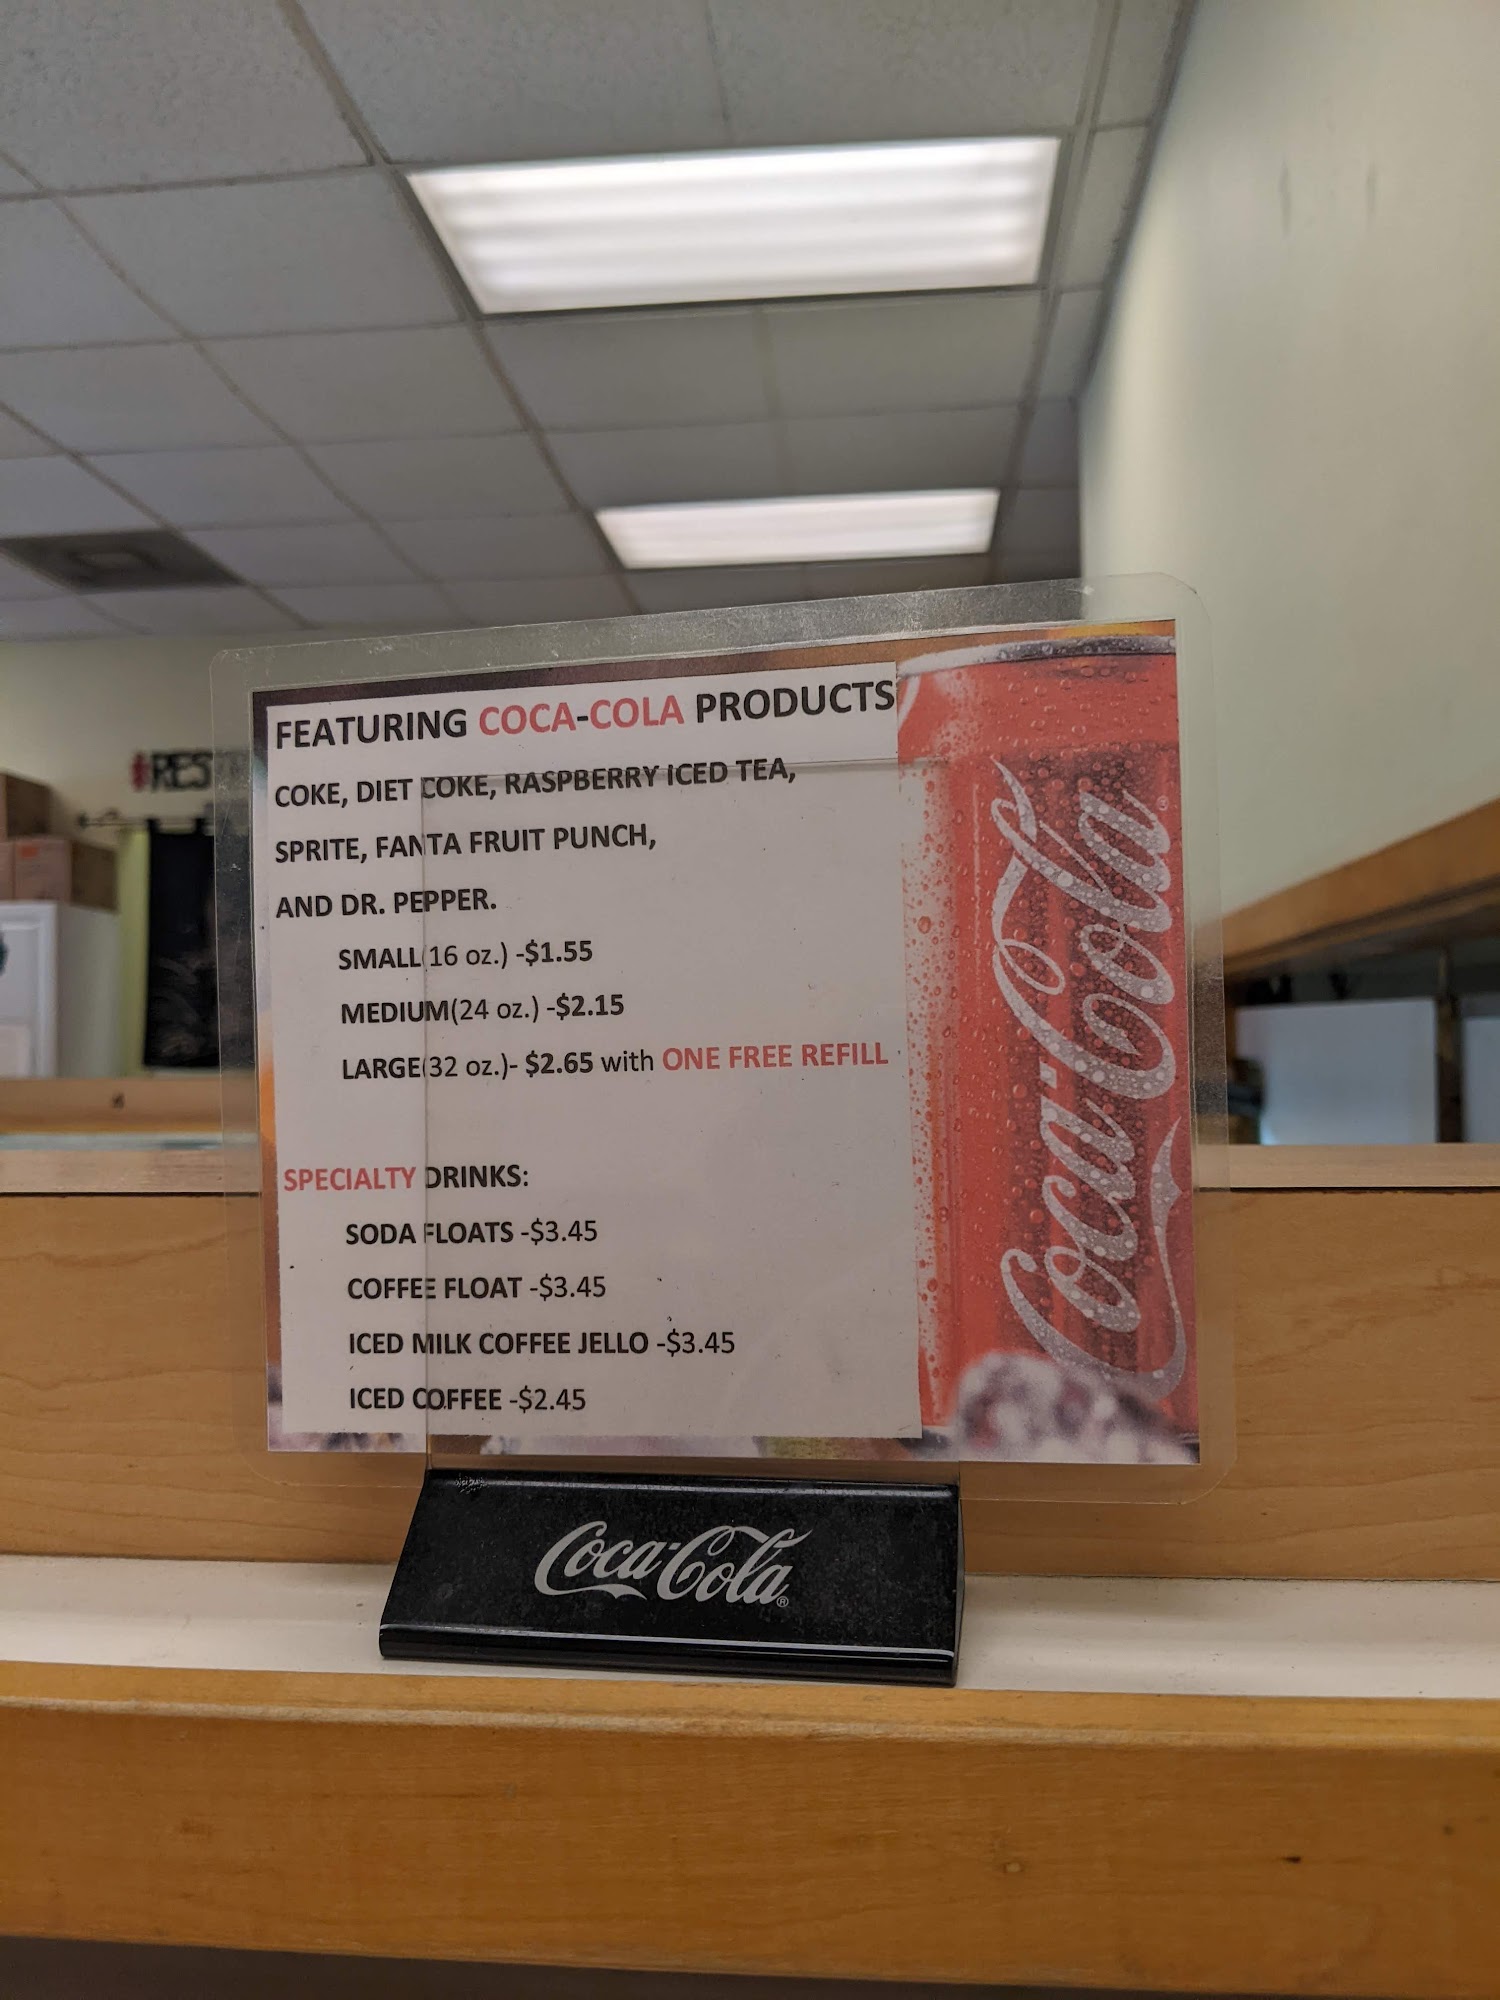 RES
FEATURING COCA-COLA PRODUCTS
COKE, DIET COKE, RASPBERRY ICED TEA,
SPRITE, FANTA FRUIT PUNCH,
AND DR. PEPPER.
SMALL(16 oz.) -$1.55
MEDIUM(24 oz.) -$2.15
LARGE(32 oz.)- $2.65 with ONE FREE REFILL
SPECIALTY DRINKS:
SODA FLOATS -$3.45
COFFEE FLOAT -$3.45
ICED MILK COFFEE JELLO -$3.45
ICED COFFEE -$2.45
Coca-Cola®
Coca-Cola®